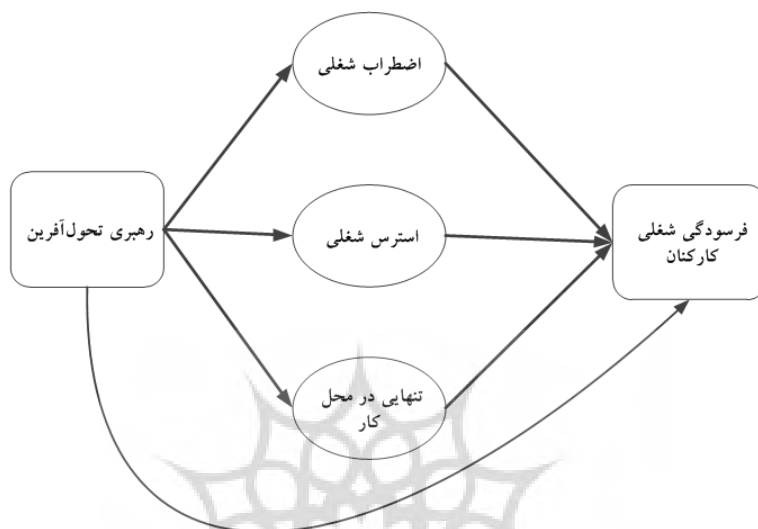 اضطراب شغلی
رهبری تحول‌آفرین
استرس شغلی
فرسودگی شغلی
کارکنان
تنهایی در محل
کار